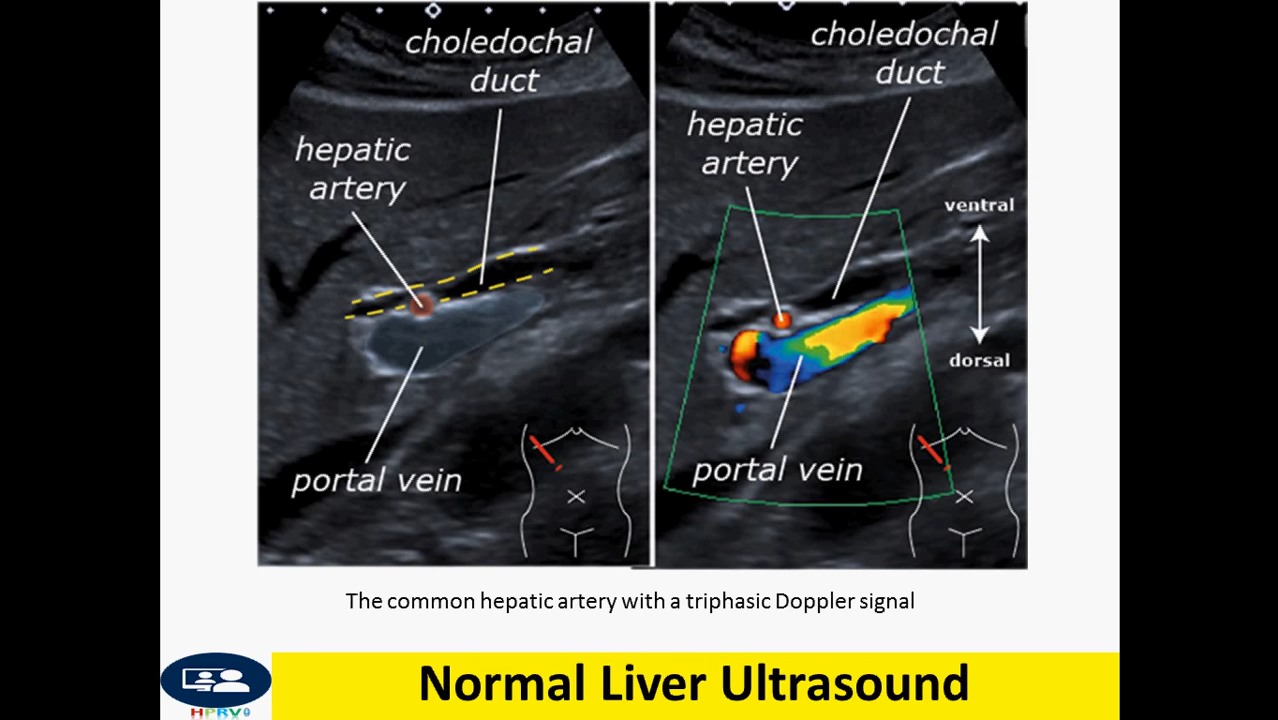 choledochal
duct
hepatic
artery
portal vein
choledochal
duct
hepatic
artery
ventral
dorsal
portal vein
The common hepatic artery with a triphasic Doppler signal
Normal Liver Ultrasound